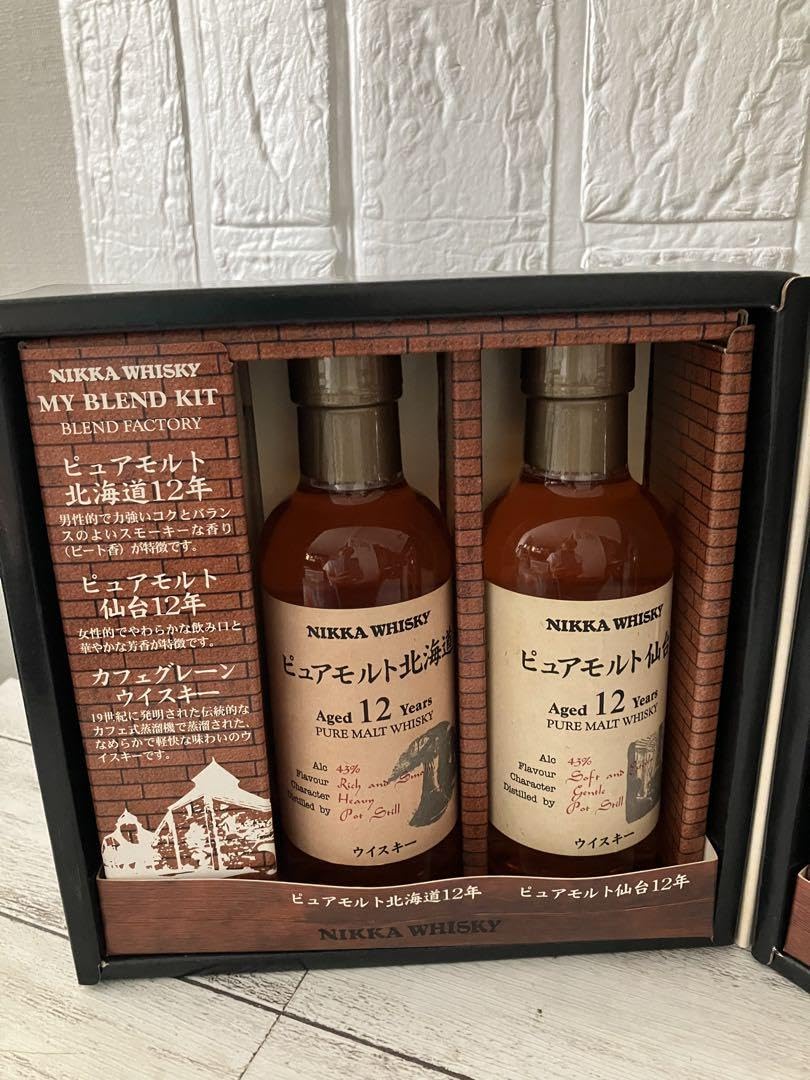 NIKKA WHISKY
MY BLEND KIT
BLEND FACTORY
ピュアモルト
北海道12年
男性的で力強いコクとバラン
スのよいスモーキーな香り
(ピート香)が特徴です。
ピュアモルト
仙台12年
女性的でやわらかな飲み口と
華やかな芳香が特徴です。
カフェグレーン
ウイスキー
19世紀に発明された伝統的な
カフェ式蒸溜機で蒸溜された、
なめらかで軽快な味わいのウ
イスキーです。
NIKKA WHISKY
ピュアモルト北海道
Aged 12 Years
PURE MALT WHISKY
Alc 43%
Flavour Rich and
Character Heavy
Distilled by Pot Still
ウイスキー
NIKKA WHISKY
ピュアモルト仙台
Aged 12 Years
PURE MALT WHISKY
Alc 43%
Flavour Soft and
Character Gentle
Distilled by Pot Still
ウイスキー
ピュアモルト北海道12年
ピュアモルト仙台12年
NIKKA WHISKY